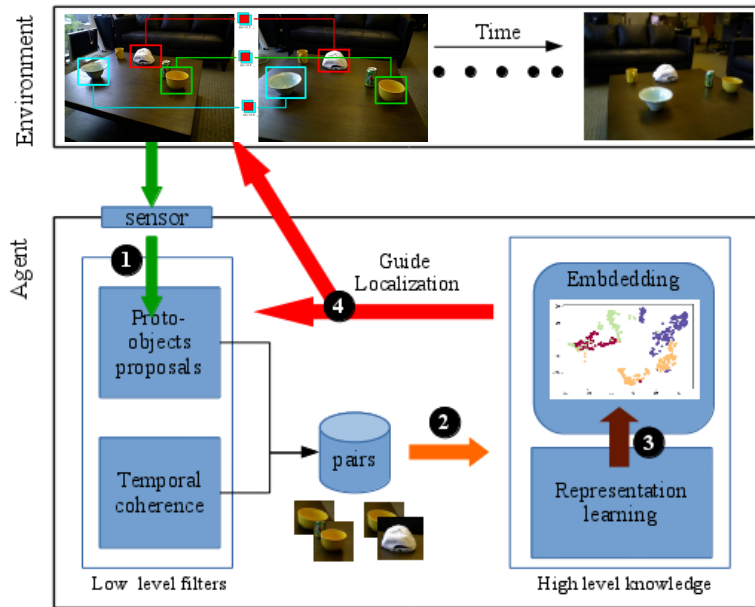 Environment
Time
Agent
sensor
1
Proto-
objects
proposals
Temporal
coherence
Low level filters
pairs
2
Guide
Localization
4
Embdedding
3
Representation
learning
High level knowledge